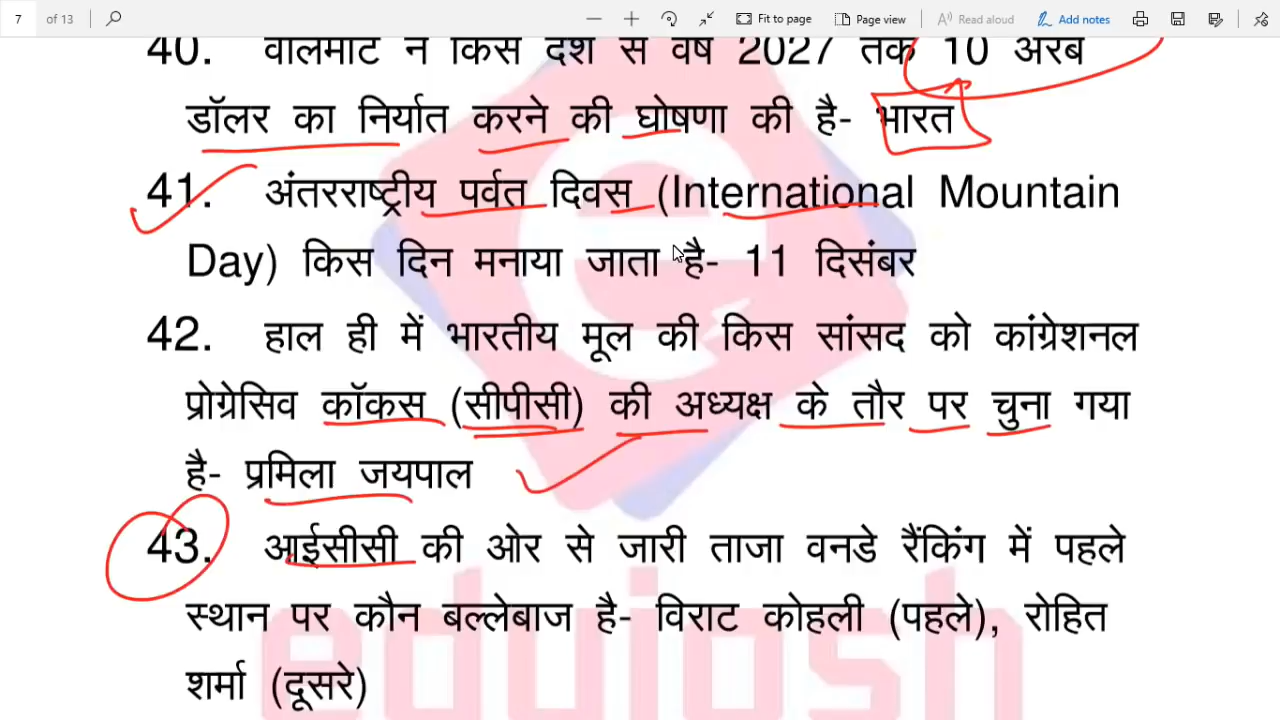 7 of 13 Fit to page Page view Read aloud Add notes
40. वॉलमार्ट ने किस देश से वर्ष 2027 तक 10 अरब
डॉलर का निर्यात करने की घोषणा की है- भारत
41. अंतरराष्ट्रीय पर्वत दिवस (International Mountain
Day) किस दिन मनाया जाता है- 11 दिसंबर
42. हाल ही में भारतीय मूल की किस सांसद को कांग्रेशनल
प्रोग्रेसिव कॉकस (सीपीसी) की अध्यक्ष के तौर पर चुना गया
है- प्रमिला जयपाल
43. आईसीसी की ओर से जारी ताजा वनडे रैंकिंग में पहले
स्थान पर कौन बल्लेबाज है- विराट कोहली (पहले), रोहित
शर्मा (दूसरे)
edujosh